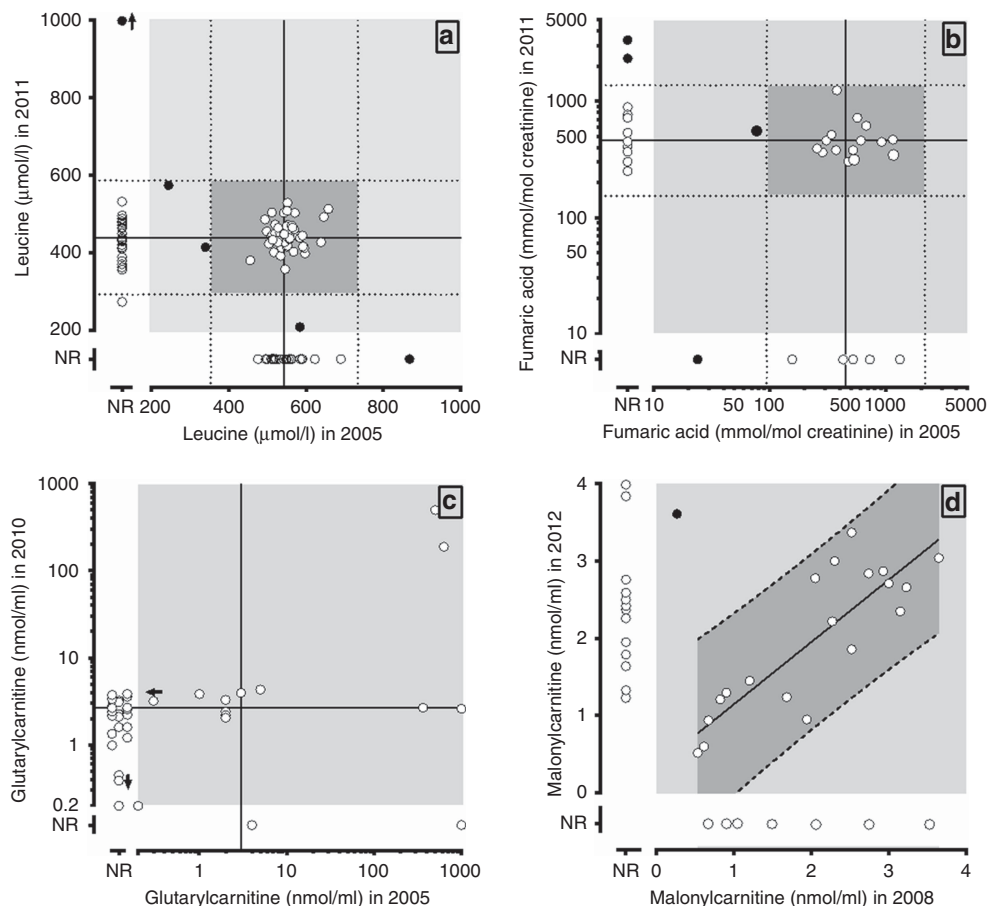 a
Leucine (μmol/l) in 2011
1000
800
600
400
200
NR
NR 200 400 600 800 1000
Leucine (μmol/l) in 2005
b
Fumaric acid (mmol/mol creatinine) in 2011
5000
1000
500
100
50
10
NR
NR 10 50 100 500 1000 5000
Fumaric acid (mmol/mol creatinine) in 2005
c
Glutarylcarnitine (nmol/ml) in 2010
1000
100
10
1
0.2
NR
NR 1 10 100 1000
Glutarylcarnitine (nmol/ml) in 2005
d
Malonylcarnitine (nmol/ml) in 2012
4
3
2
1
0
NR
NR 0 1 2 3 4
Malonylcarnitine (nmol/ml) in 2008